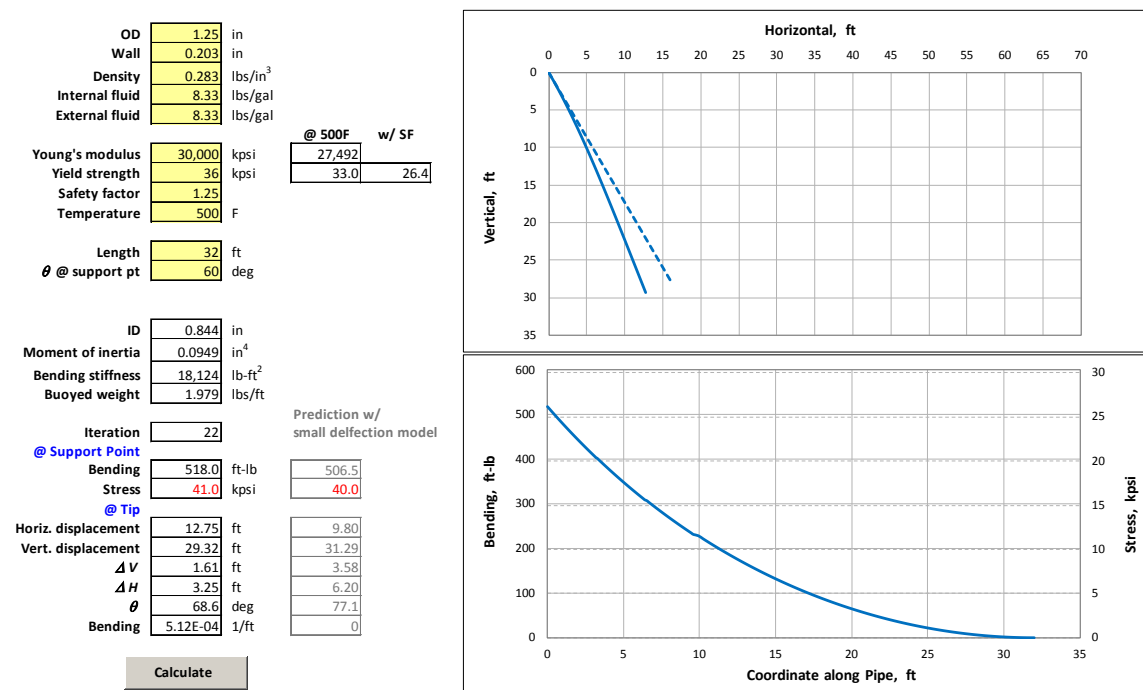 OD 1.25 in
Wall 0.203 in
Density 0.283 lbs/in³
Internal fluid 8.33 lbs/gal
External fluid 8.33 lbs/gal
@ 500F w/ SF
Young's modulus 30,000 kpsi 27,492
Yield strength 36 kpsi 33.0 26.4
Safety factor 1.25
Temperature 500 F
Length 32 ft
θ @ support pt 60 deg
ID 0.844 in
Moment of inertia 0.0949 in⁴
Bending stiffness 18,124 lb-ft²
Buoyed weight 1.979 lbs/ft
Prediction w/
small delfection model
Iteration 22
@ Support Point
Bending 518.0 ft-lb 506.5
Stress 41.0 kpsi 40.0
@ Tip
Horiz. displacement 12.75 ft 9.80
Vert. displacement 29.32 ft 31.29
Δ V 1.61 ft 3.58
Δ H 3.25 ft 6.20
θ 68.6 deg 77.1
Bending 5.12E-04 1/ft 0
Calculate
Horizontal, ft
0 5 10 15 20 25 30 35 40 45 50 55 60 65 70
Vertical, ft
0
5
10
15
20
25
30
35
Bending, ft-lb
600
500
400
300
200
100
0
Stress, kpsi
30
25
20
15
10
5
0
0 5 10 15 20 25 30 35
Coordinate along Pipe, ft